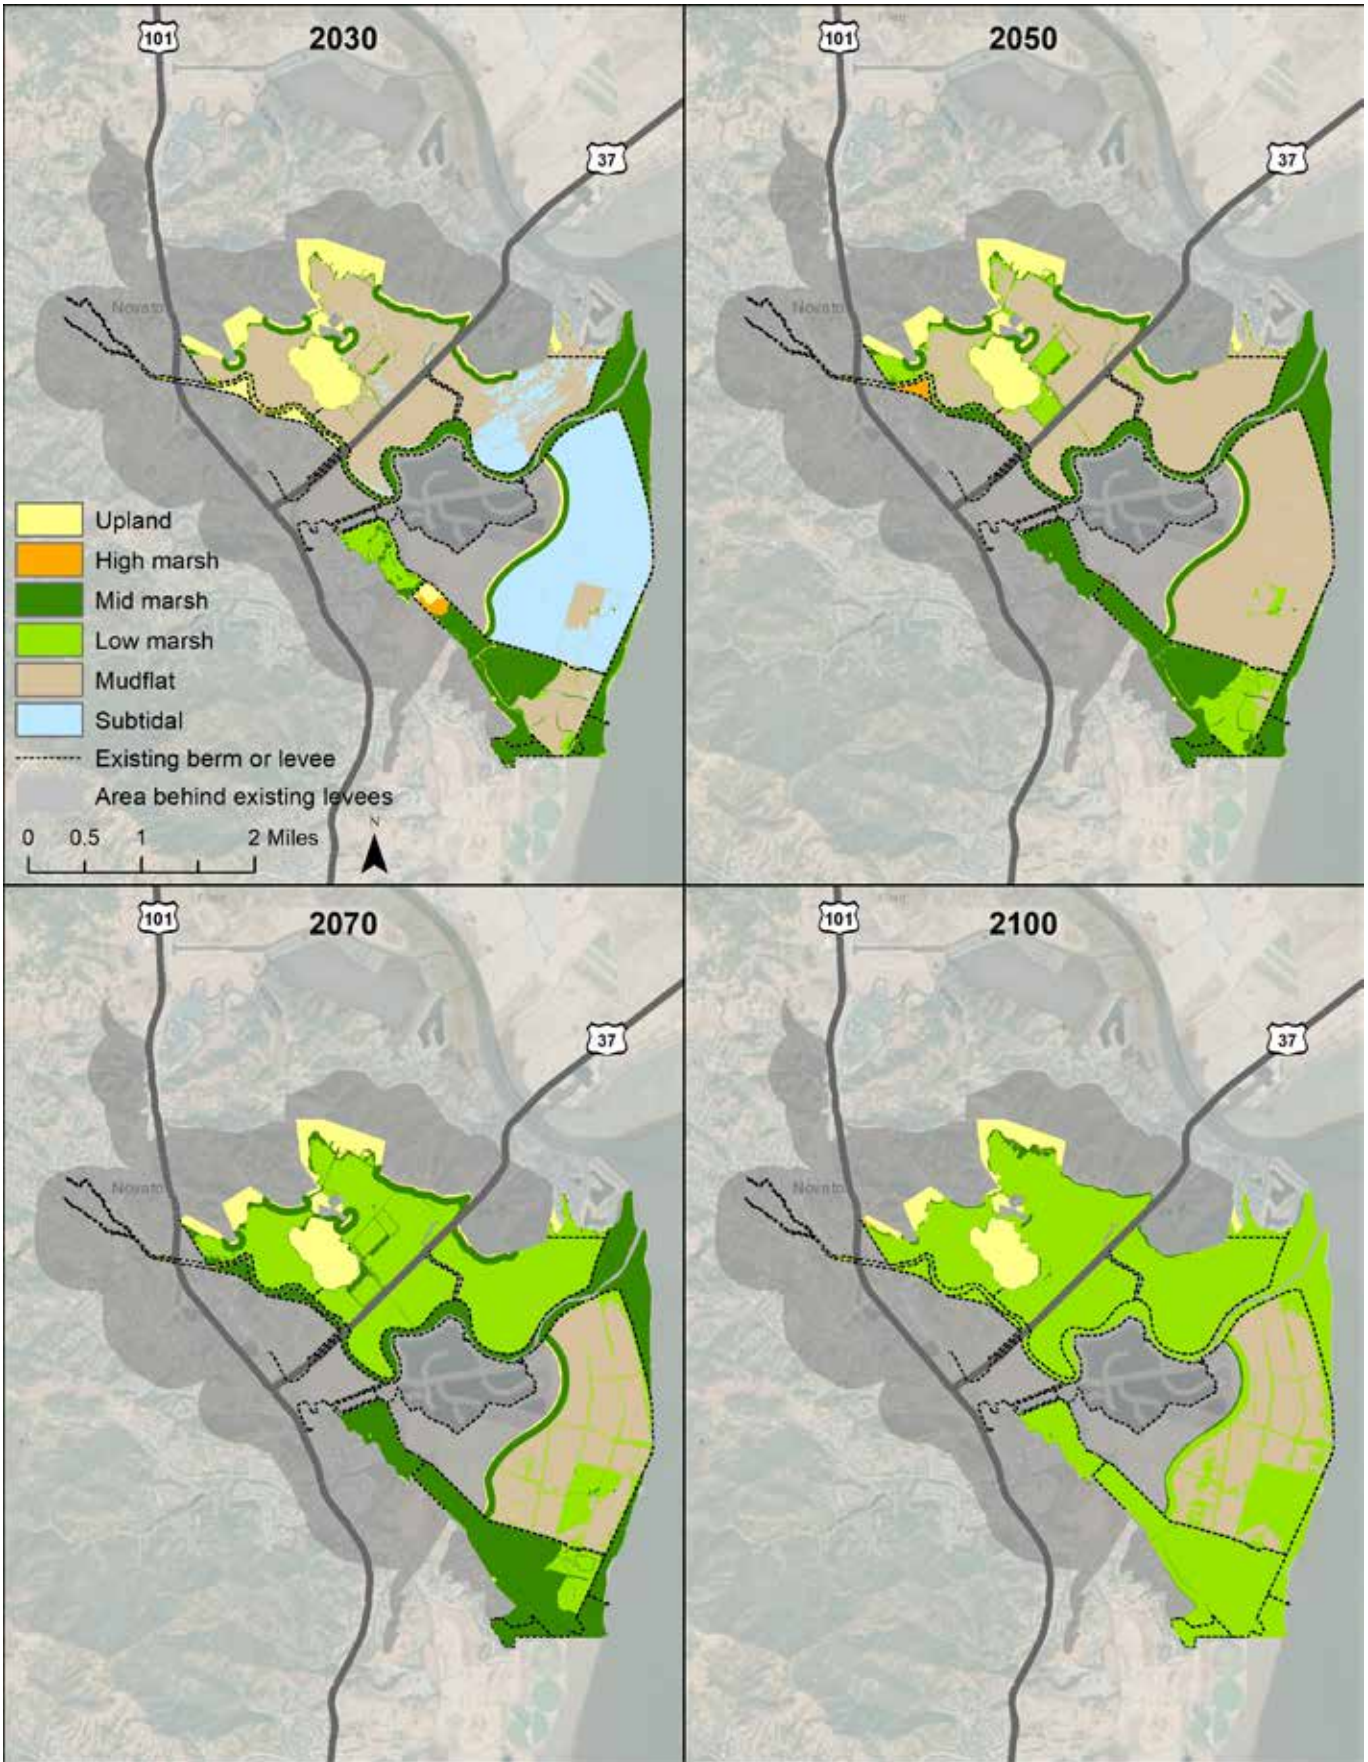 101
2030
37
Novato
Upland
High marsh
Mid marsh
Low marsh
Mudflat
Subtidal
Existing berm or levee
Area behind existing levees
0 0.5 1 2 Miles
N
101
2050
37
Novato
101
2070
37
Novato
101
2100
37
Novato